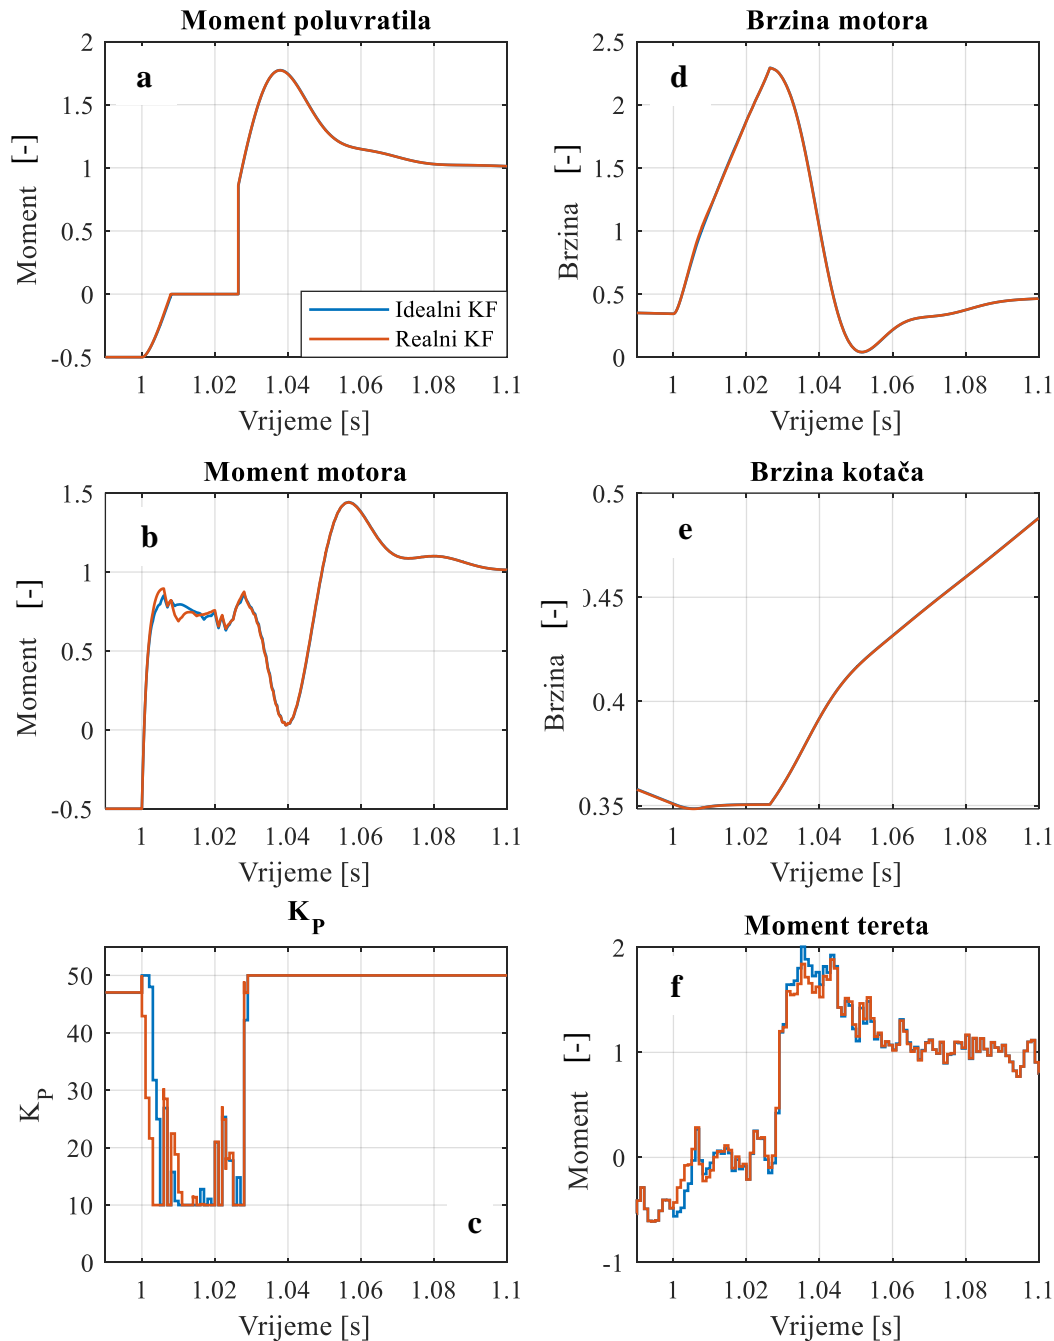 Moment poluvratila
a
2
1.5
1
0.5
0
-0.5
Moment [-]
Idealni KF
Realni KF
1 1.02 1.04 1.06 1.08 1.1
Vrijeme [s]
Brzina motora
d
2.5
2
1.5
1
0.5
0
Brzina [-]
1 1.02 1.04 1.06 1.08 1.1
Vrijeme [s]
Moment motora
b
1.5
1
0.5
0
-0.5
Moment [-]
1 1.02 1.04 1.06 1.08 1.1
Vrijeme [s]
Brzina kotača
e
0.5
0.45
0.4
0.35
Brzina [-]
1 1.02 1.04 1.06 1.08 1.1
Vrijeme [s]
K_P
50
40
30
20
10
0
K_P
c
1 1.02 1.04 1.06 1.08 1.1
Vrijeme [s]
Moment tereta
f
2
1
0
-1
Moment [-]
1 1.02 1.04 1.06 1.08 1.1
Vrijeme [s]